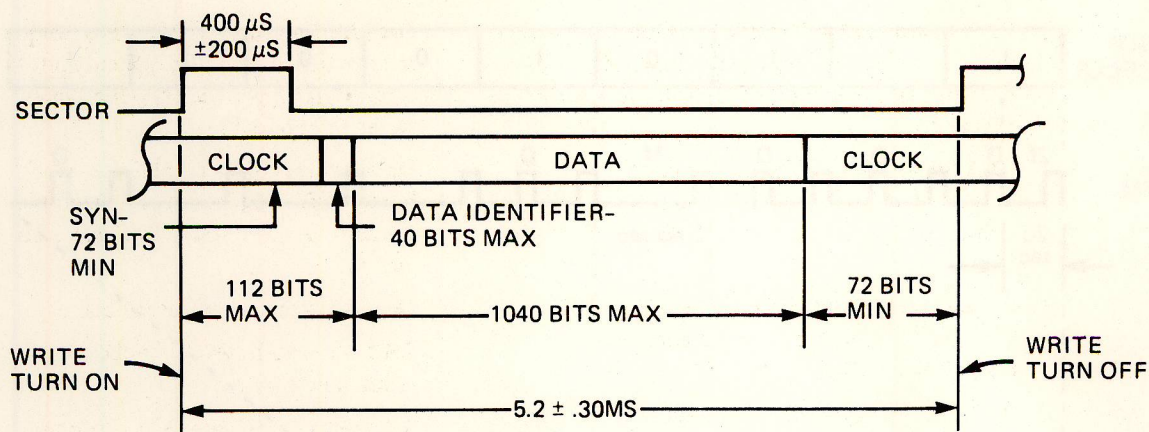 400 µS
±200 µS
SECTOR
CLOCK
DATA
CLOCK
SYN-
72 BITS
MIN
DATA IDENTIFIER-
40 BITS MAX
112 BITS
MAX
1040 BITS MAX
72 BITS
MIN
WRITE
TURN ON
WRITE
TURN OFF
5.2 ± .30MS